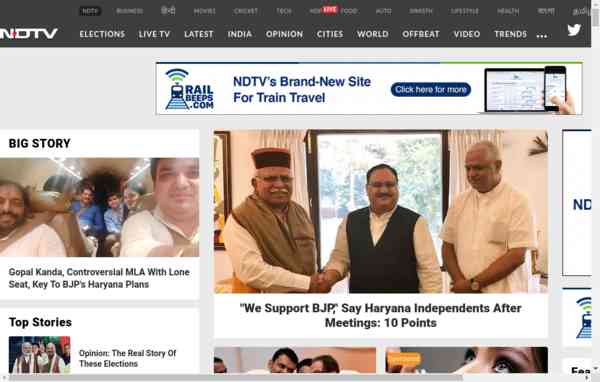 NDTV BUSINESS हिन्दी MOVIES CRICKET TECH HOP LIVE FOOD AUTO SWASTH LIFESTYLE HEALTH বাংলা தமிழ்
NDTV ELECTIONS LIVE TV LATEST INDIA OPINION CITIES WORLD OFFBEAT VIDEO TRENDS ...
RAIL
BEEPS
.COM
NDTV's Brand-New Site
For Train Travel
Click here for more
BIG STORY
Gopal Kanda, Controversial MLA With Lone
Seat, Key To BJP's Haryana Plans
"We Support BJP," Say Haryana Independents After
Meetings: 10 Points
ND
Top Stories
Opinion: The Real Story Of
These Elections
Sponsored
Fea